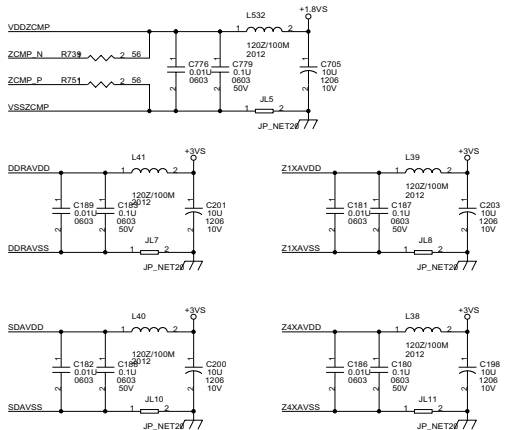 +1.8VS
L532
VDDZCMP
1 2
120Z/100M
2012
ZCMP_N R739 1 2 56
C776
0.01U
0603
C779
0.1U
0603
50V
C705
10U
1206
10V
ZCMP_P R751 1 2 56
JL5
VSSZCMP
1 2
JP_NET20
+3VS
L41
DDRAVDD
1 2
120Z/100M
2012
C189
0.01U
0603
0.1U
0603
50V
C201
10U
1206
10V
JL7
DDRAVSS
1 2
JP_NET20
+3VS
L39
Z1XAVDD
1 2
120Z/100M
2012
C181
0.01U
0603
C187
0.1U
0603
50V
C203
10U
1206
10V
JL8
Z1XAVSS
1 2
JP_NET20
+3VS
L40
SDAVDD
1 2
120Z/100M
2012
C182
0.01U
0603
0.1U
0603
50V
C200
10U
1206
10V
JL10
SDAVSS
1 2
JP_NET20
+3VS
L38
Z4XAVDD
1 2
120Z/100M
2012
C186
0.01U
0603
C180
0.1U
0603
50V
C198
10U
1206
10V
JL11
Z4XAVSS
1 2
JP_NET20